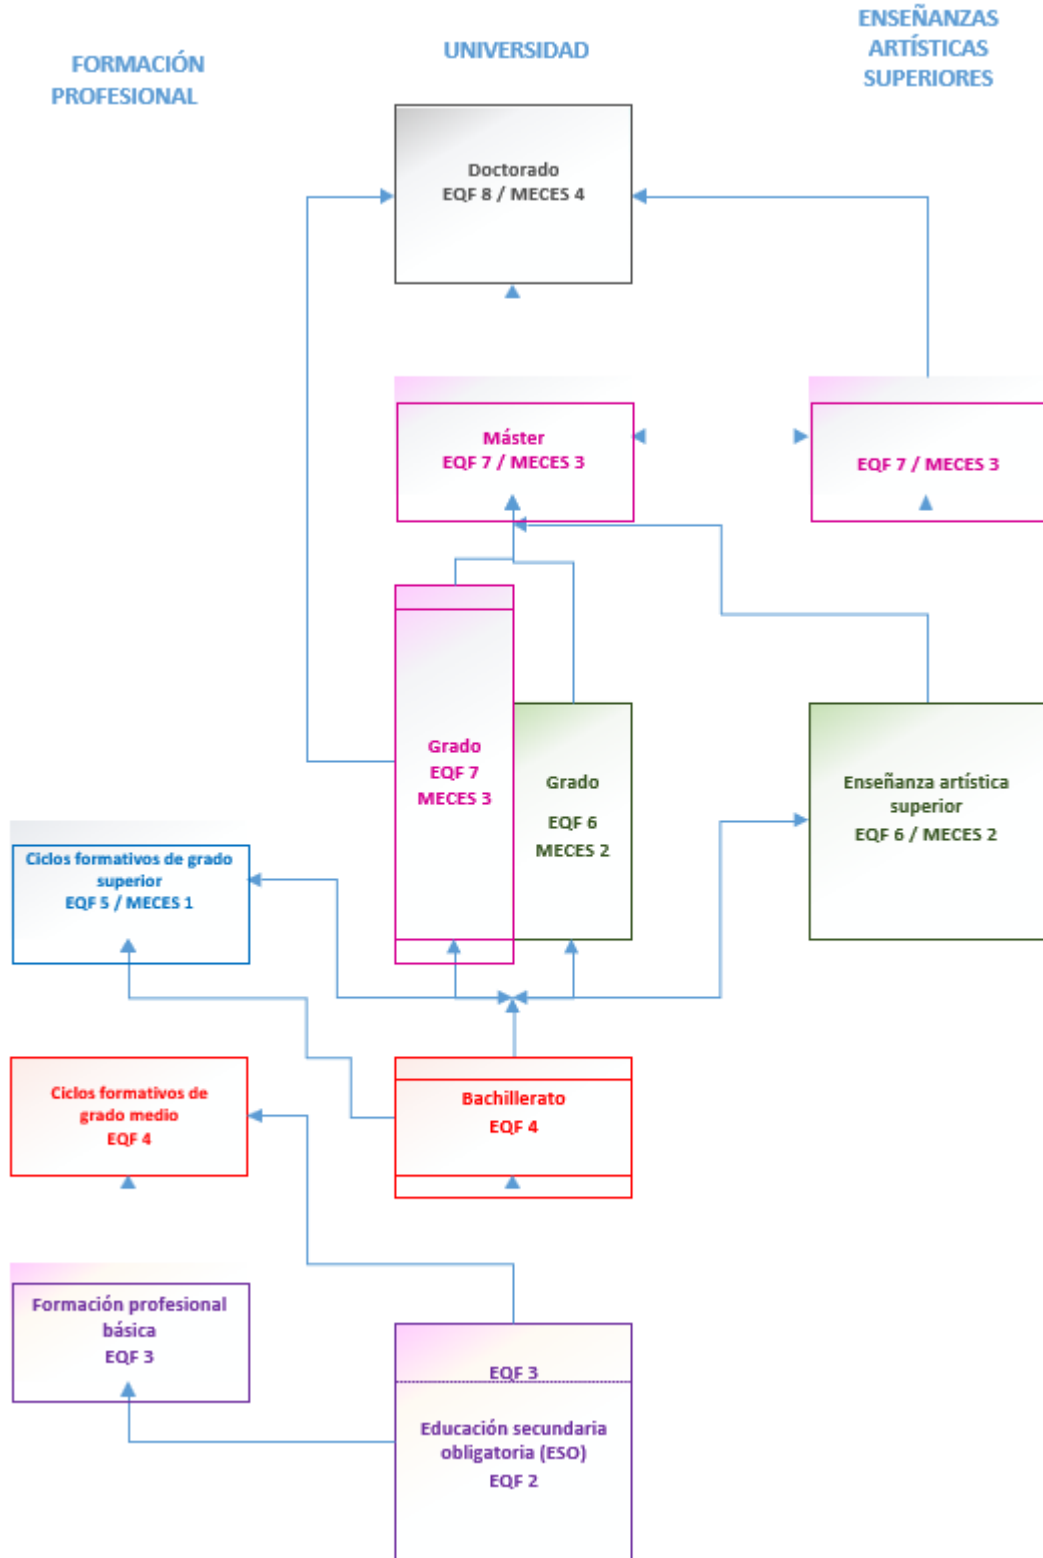 FORMACIÓN
PROFESIONAL
UNIVERSIDAD
ENSEÑANZAS
ARTÍSTICAS
SUPERIORES
Doctorado
EQF 8 / MECES 4
Máster
EQF 7 / MECES 3
EQF 7 / MECES 3
Grado
EQF 7
MECES 3
Grado
EQF 6
MECES 2
Enseñanza artística
superior
EQF 6 / MECES 2
Ciclos formativos de grado
superior
EQF 5 / MECES 1
Ciclos formativos de
grado medio
EQF 4
Bachillerato
EQF 4
Formación profesional
básica
EQF 3
EQF 3
Educación secundaria
obligatoria (ESO)
EQF 2